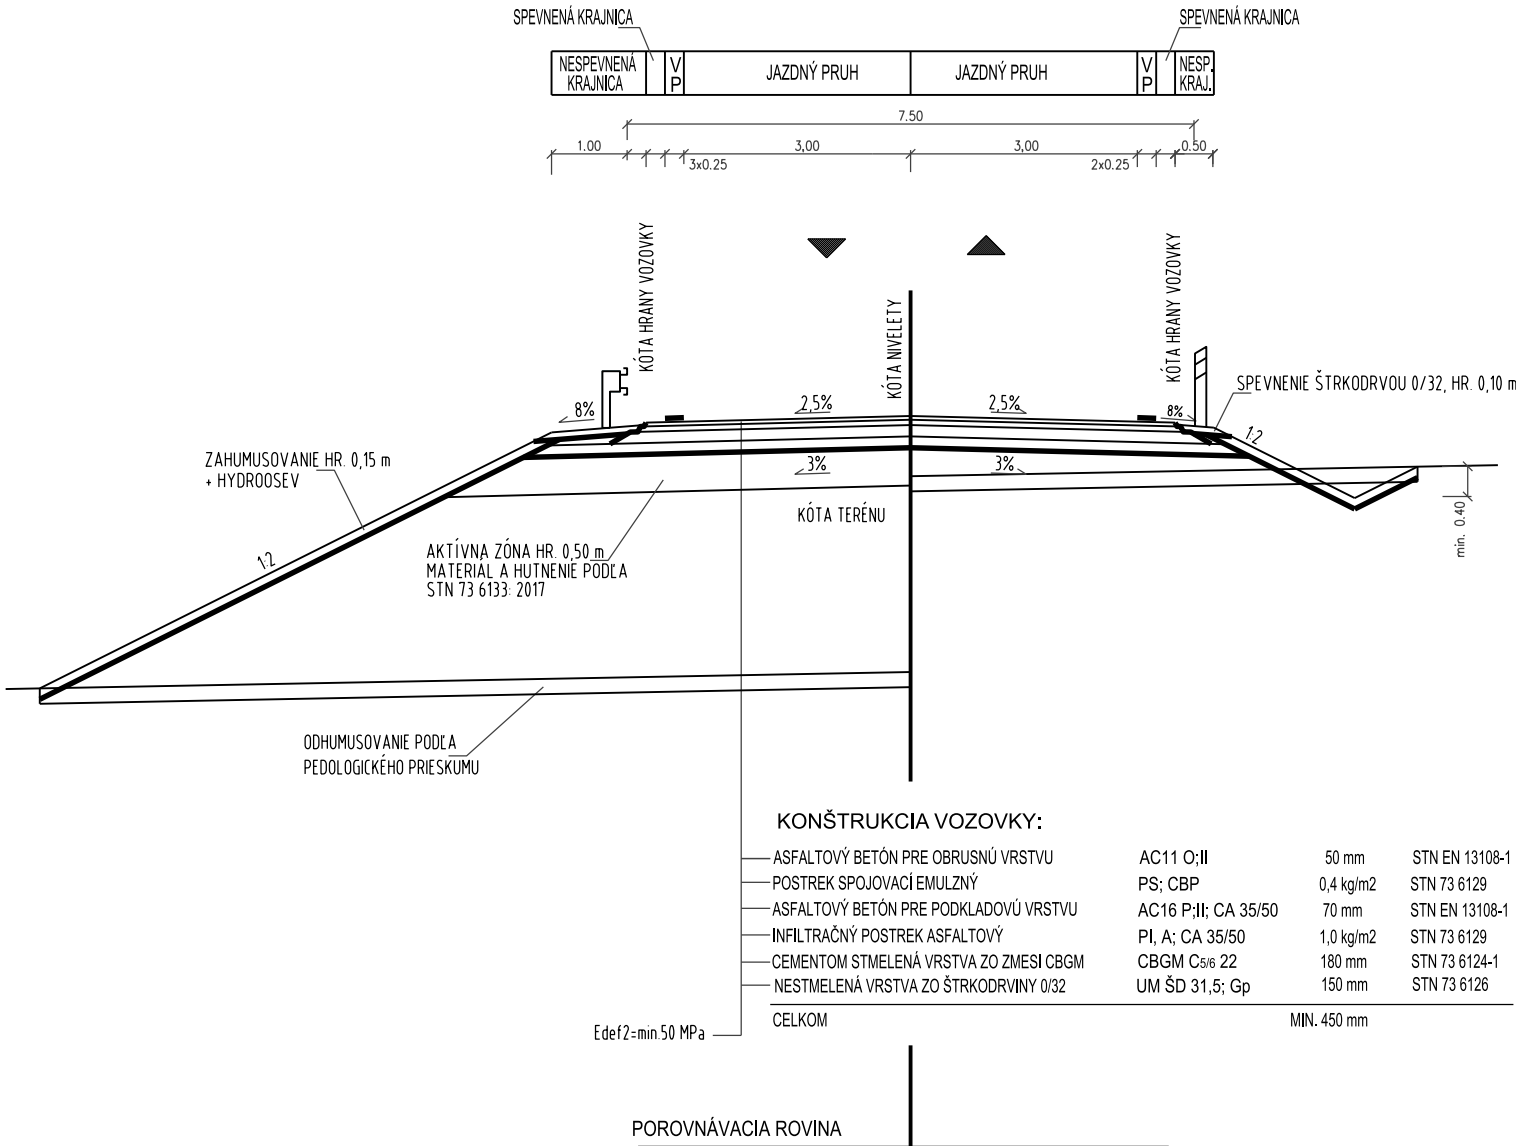 SPEVNENÁ KRAJNICA
SPEVNENÁ KRAJNICA
NESPEVNENÁ
KRAJNICA
V
P
JAZDNÝ PRUH
JAZDNÝ PRUH
V
P
NESP.
KRAJ.
7.50
1.00
3x0.25
3,00
3,00
2x0.25
0.50
KÓTA HRANY VOZOVKY
KÓTA NIVELETY
KÓTA HRANY VOZOVKY
SPEVNENIE ŠTRKODRVOU 0/32, HR. 0,10 m
8%
2,5%
2,5%
8%
1:2
ZAHUMUSOVANIE HR. 0,15 m
+ HYDROOSEV
3%
3%
KÓTA TERÉNU
min. 0.40
1:2
AKTÍVNA ZÓNA HR. 0,50 m
MATERIÁL A HUTNENIE PODĽA
STN 73 6133: 2017
ODHUMUSOVANIE PODĽA
PEDOLOGICKÉHO PRIESKUMU
KONŠTRUKCIA VOZOVKY:
ASFALTOVÝ BETÓN PRE OBRUSNÚ VRSTVU AC11 O;II 50 mm STN EN 13108-1
POSTREK SPOJOVACÍ EMULZNÝ PS; CBP 0,4 kg/m2 STN 73 6129
ASFALTOVÝ BETÓN PRE PODKLADOVÚ VRSTVU AC16 P;II; CA 35/50 70 mm STN EN 13108-1
INFILTRAČNÝ POSTREK ASFALTOVÝ PI, A; CA 35/50 1,0 kg/m2 STN 73 6129
CEMENTOM STMELENÁ VRSTVA ZO ZMESI CBGM CBGM C5/6 22 180 mm STN 73 6124-1
NESTMELENÁ VRSTVA ZO ŠTRKODRVINY 0/32 UM ŠD 31,5; Gp 150 mm STN 73 6126
CELKOM MIN. 450 mm
Edef2=min.50 MPa
POROVNÁVACIA ROVINA